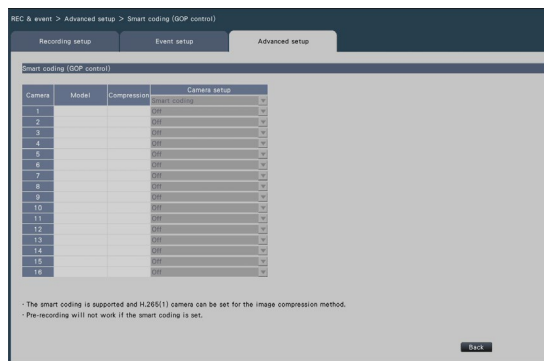 REC & event > Advanced setup > Smart coding (GOP control)
Recording setup Event setup Advanced setup
Smart coding (GOP control)
Camera Model Compression Camera setup
Smart coding
1 Off
2 Off
3 Off
4 Off
5 Off
6 Off
7 Off
8 Off
9 Off
10 Off
11 Off
12 Off
13 Off
14 Off
15 Off
16 Off
· The smart coding is supported and H.265(1) camera can be set for the image compression method.
· Pre-recording will not work if the smart coding is set.
Back